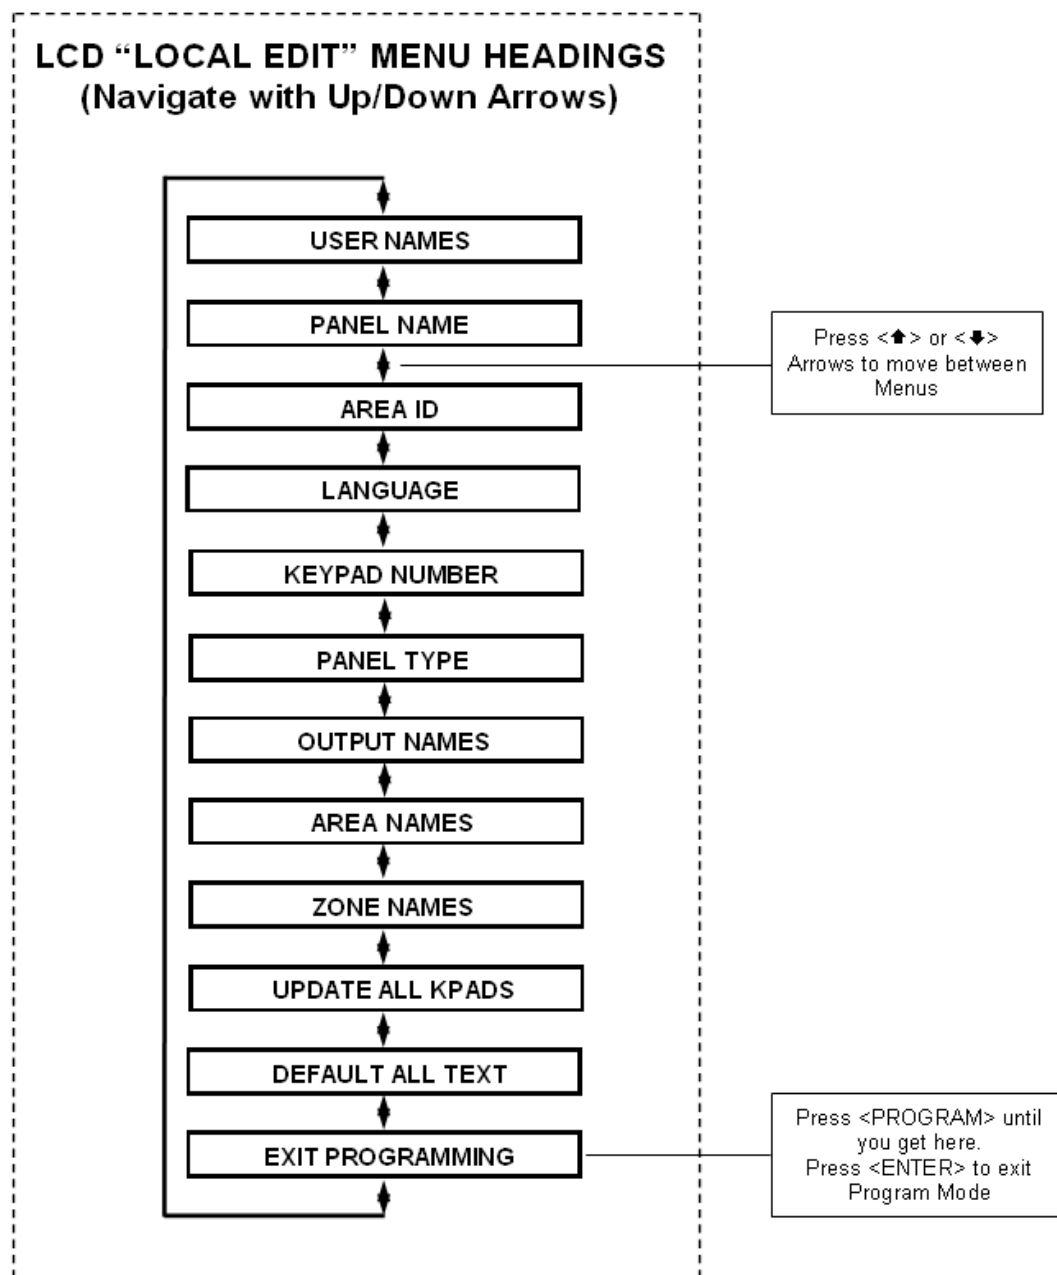 LCD “LOCAL EDIT” MENU HEADINGS
(Navigate with Up/Down Arrows)
USER NAMES
PANEL NAME
Press <⬆> or <⬇>
Arrows to move between
Menus
AREA ID
LANGUAGE
KEYPAD NUMBER
PANEL TYPE
OUTPUT NAMES
AREA NAMES
ZONE NAMES
UPDATE ALL KPADS
DEFAULT ALL TEXT
EXIT PROGRAMMING
Press <PROGRAM> until
you get here.
Press <ENTER> to exit
Program Mode